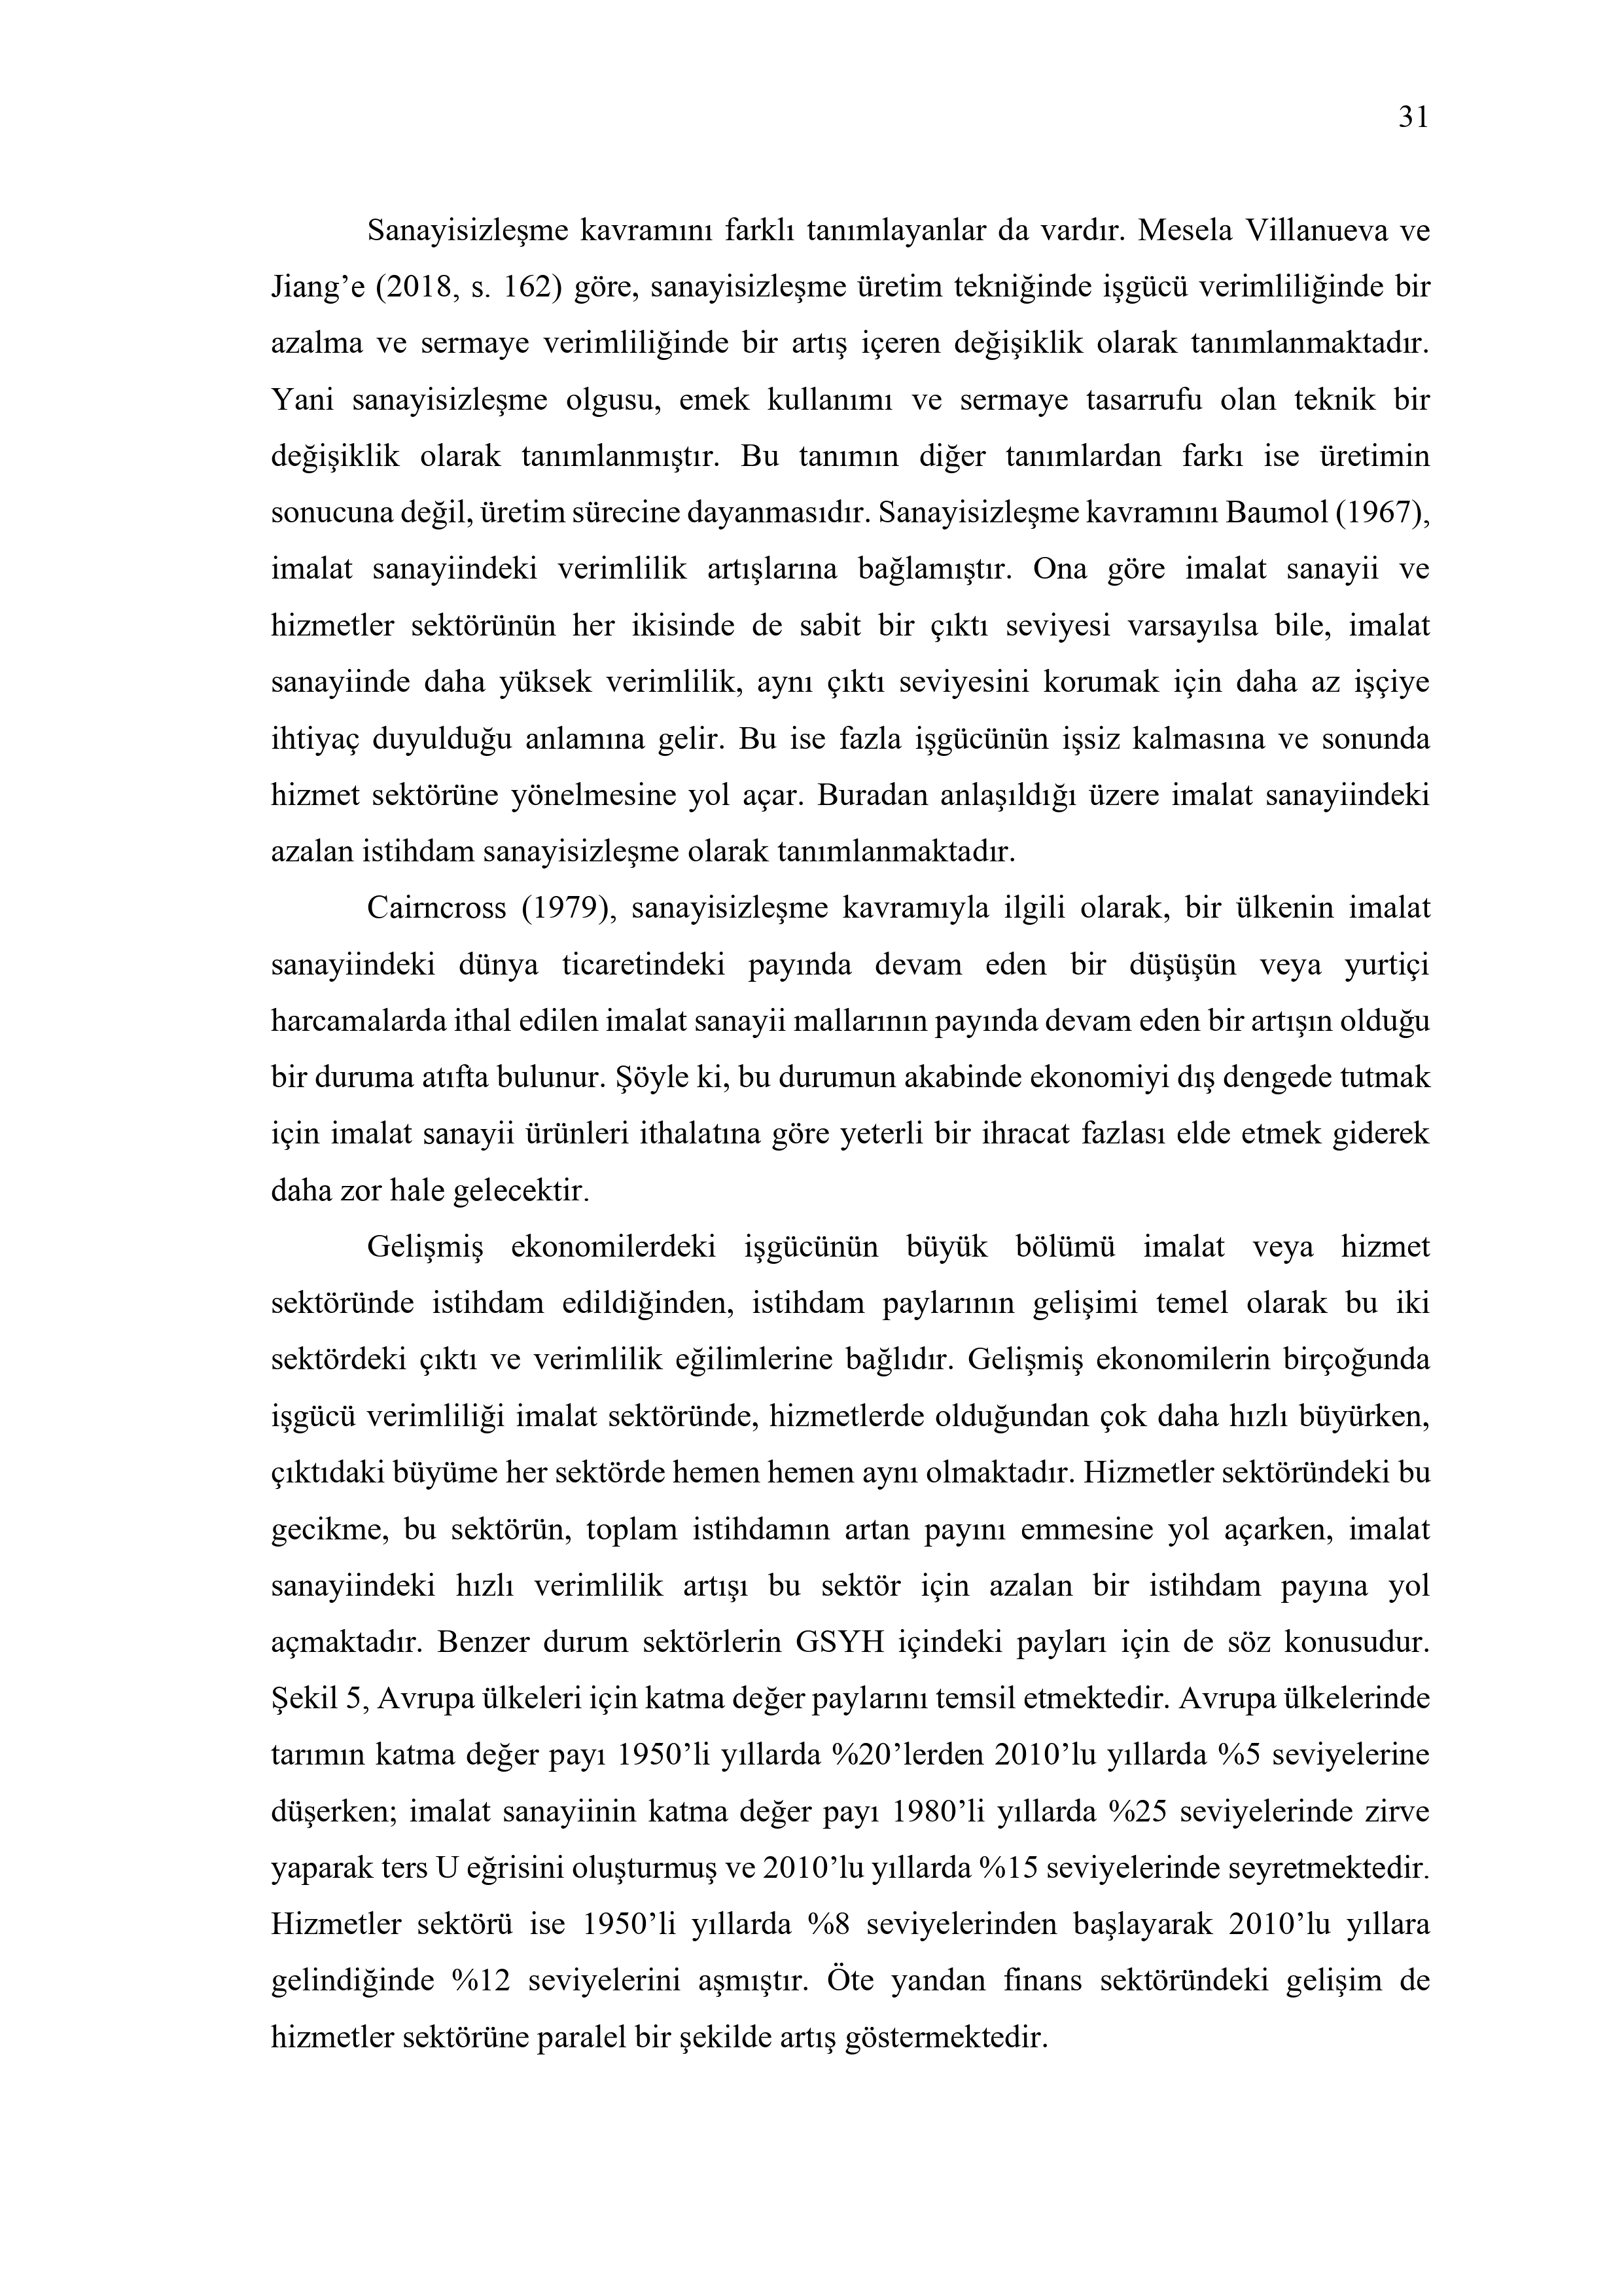 31
Sanayisizleşme kavramını farklı tanımlayanlar da vardır. Mesela Villanueva ve
Jiang’e (2018, s. 162) göre, sanayisizleşme üretim tekniğinde işgücü verimliliğinde bir
azalma ve sermaye verimliliğinde bir artış içeren değişiklik olarak tanımlanmaktadır.
Yani sanayisizleşme olgusu, emek kullanımı ve sermaye tasarrufu olan teknik bir
değişiklik olarak tanımlanmıştır. Bu tanımın diğer tanımlardan farkı ise üretimin
sonucuna değil, üretim sürecine dayanmasıdır. Sanayisizleşme kavramını Baumol (1967),
imalat sanayiindeki verimlilik artışlarına bağlamıştır. Ona göre imalat sanayii ve
hizmetler sektörünün her ikisinde de sabit bir çıktı seviyesi varsayılsa bile, imalat
sanayiinde daha yüksek verimlilik, aynı çıktı seviyesini korumak için daha az işçiye
ihtiyaç duyulduğu anlamına gelir. Bu ise fazla işgücünün işsiz kalmasına ve sonunda
hizmet sektörüne yönelmesine yol açar. Buradan anlaşıldığı üzere imalat sanayiindeki
azalan istihdam sanayisizleşme olarak tanımlanmaktadır.
Cairncross (1979), sanayisizleşme kavramıyla ilgili olarak, bir ülkenin imalat
sanayiindeki dünya ticaretindeki payında devam eden bir düşüşün veya yurtiçi
harcamalarda ithal edilen imalat sanayii mallarının payında devam eden bir artışın olduğu
bir duruma atıfta bulunur. Şöyle ki, bu durumun akabinde ekonomiyi dış dengede tutmak
için imalat sanayii ürünleri ithalatına göre yeterli bir ihracat fazlası elde etmek giderek
daha zor hale gelecektir.
Gelişmiş ekonomilerdeki işgücünün büyük bölümü imalat veya hizmet
sektöründe istihdam edildiğinden, istihdam paylarının gelişimi temel olarak bu iki
sektördeki çıktı ve verimlilik eğilimlerine bağlıdır. Gelişmiş ekonomilerin birçoğunda
işgücü verimliliği imalat sektöründe, hizmetlerde olduğundan çok daha hızlı büyürken,
çıktıdaki büyüme her sektörde hemen hemen aynı olmaktadır. Hizmetler sektöründeki bu
gecikme, bu sektörün, toplam istihdamın artan payını emmesine yol açarken, imalat
sanayiindeki hızlı verimlilik artışı bu sektör için azalan bir istihdam payına yol
açmaktadır. Benzer durum sektörlerin GSYH içindeki payları için de söz konusudur.
Şekil 5, Avrupa ülkeleri için katma değer paylarını temsil etmektedir. Avrupa ülkelerinde
tarımın katma değer payı 1950’li yıllarda %20’lerden 2010’lu yıllarda %5 seviyelerine
düşerken; imalat sanayiinin katma değer payı 1980’li yıllarda %25 seviyelerinde zirve
yaparak ters U eğrisini oluşturmuş ve 2010’lu yıllarda %15 seviyelerinde seyretmektedir.
Hizmetler sektörü ise 1950’li yıllarda %8 seviyelerinden başlayarak 2010’lu yıllara
gelindiğinde %12 seviyelerini aşmıştır. Öte yandan finans sektöründeki gelişim de
hizmetler sektörüne paralel bir şekilde artış göstermektedir.